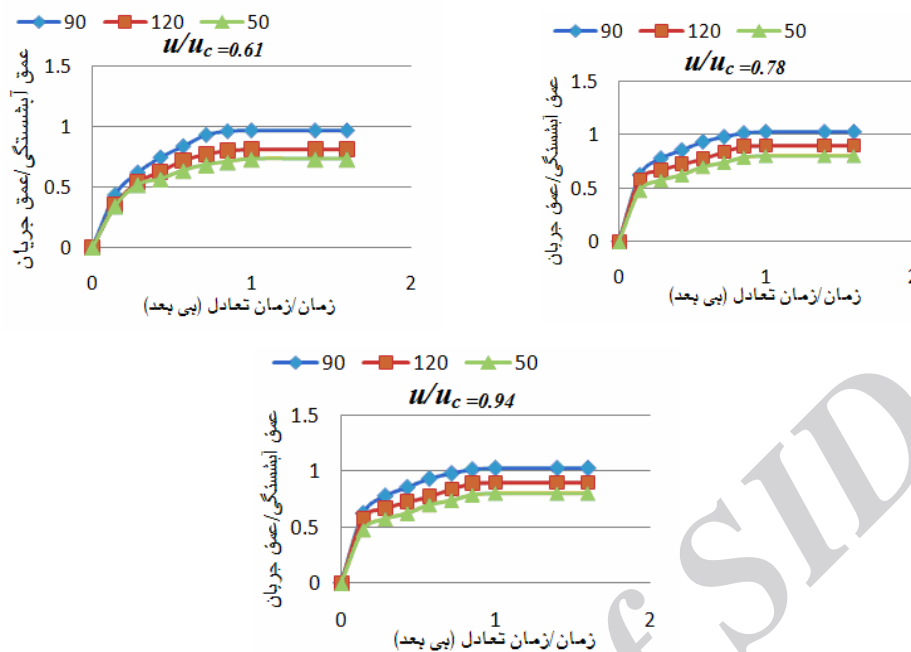 90 120 50
u/uc =0.61
عمق آبشستگی/عمق جریان
1.5
1
0.5
0
0 1 2
زمان/زمان تعادل (بی بعد)
90 120 50
u/uc =0.78
عمق آبشستگی/عمق جریان
1.5
1
0.5
0
0 1 2
زمان/زمان تعادل (بی بعد)
90 120 50
u/uc =0.94
عمق آبشستگی/عمق جریان
1.5
1
0.5
0
0 1 2
زمان/زمان تعادل (بی بعد)
f SID